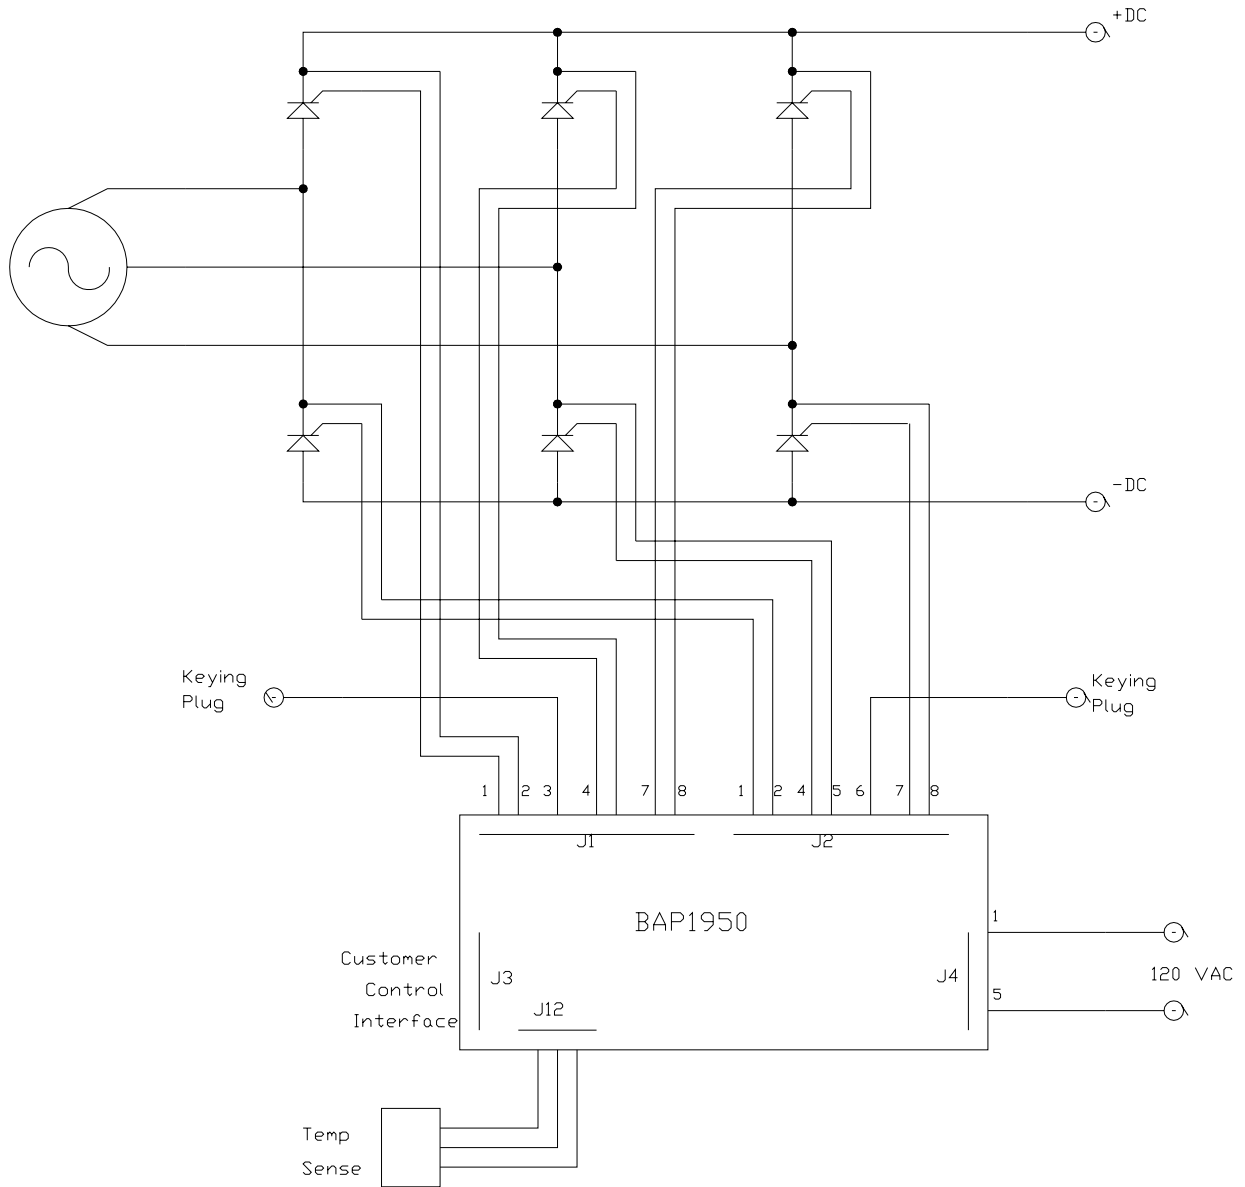 +DC
-DC
Keying
Plug
Keying
Plug
1 2 3 4 7 8 1 2 4 5 6 7 8
J1 J2
BAP1950
1
Customer
Control
Interface
J3
J12
J4
120 VAC
5
Temp
Sense